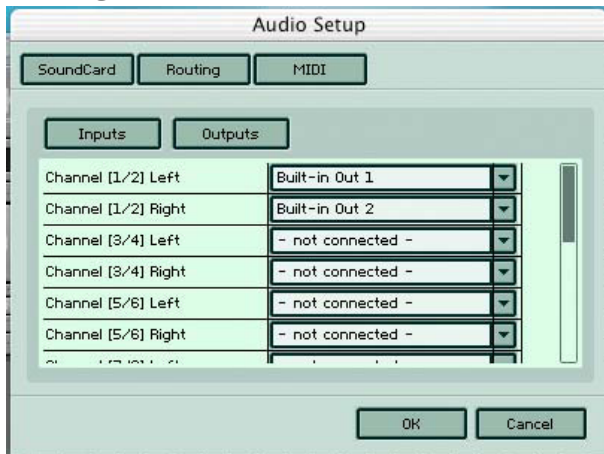 Audio Setup
SoundCard Routing MIDI
Inputs Outputs
Channel [1/2] Left Built-in Out 1
Channel [1/2] Right Built-in Out 2
Channel [3/4] Left - not connected -
Channel [3/4] Right - not connected -
Channel [5/6] Left - not connected -
Channel [5/6] Right - not connected -
OK Cancel